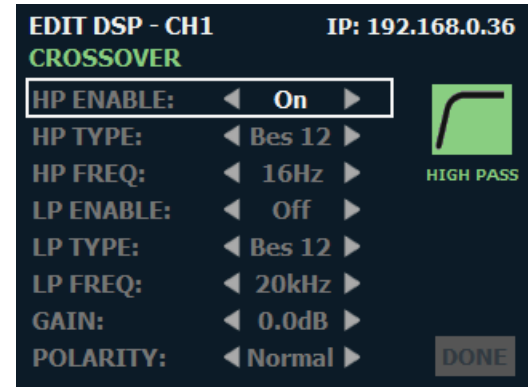 EDIT DSP - CH1 IP: 192.168.0.36
CROSSOVER
HP ENABLE: On
HP TYPE: Bes 12
HP FREQ: 16Hz
HIGH PASS
LP ENABLE: Off
LP TYPE: Bes 12
LP FREQ: 20kHz
GAIN: 0.0dB
POLARITY: Normal
DONE